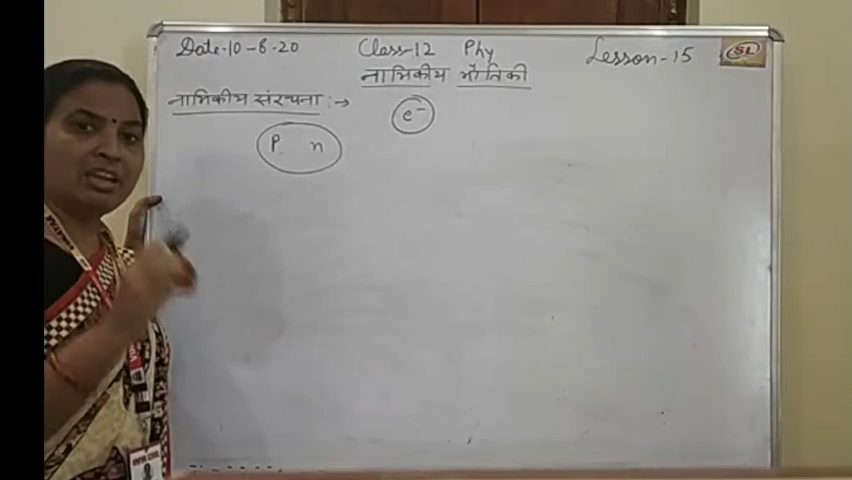 Date-10-8-20 Class-12 Phy Lesson-15
SL
नाभिकीय भौतिकी
नाभिकीय संरचना :→ e⁻
P n